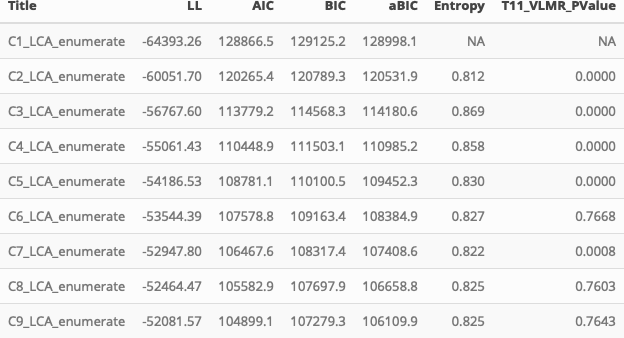 Title LL AIC BIC aBIC Entropy T11_VLMR_PValue
C1_LCA_enumerate -64393.26 128866.5 129125.2 128998.1 NA NA
C2_LCA_enumerate -60051.70 120265.4 120789.3 120531.9 0.812 0.0000
C3_LCA_enumerate -56767.60 113779.2 114568.3 114180.6 0.869 0.0000
C4_LCA_enumerate -55061.43 110448.9 111503.1 110985.2 0.858 0.0000
C5_LCA_enumerate -54186.53 108781.1 110100.5 109452.3 0.830 0.0000
C6_LCA_enumerate -53544.39 107578.8 109163.4 108384.9 0.827 0.7668
C7_LCA_enumerate -52947.80 106467.6 108317.4 107408.6 0.822 0.0008
C8_LCA_enumerate -52464.47 105582.9 107697.9 106658.8 0.825 0.7603
C9_LCA_enumerate -52081.57 104899.1 107279.3 106109.9 0.825 0.7643